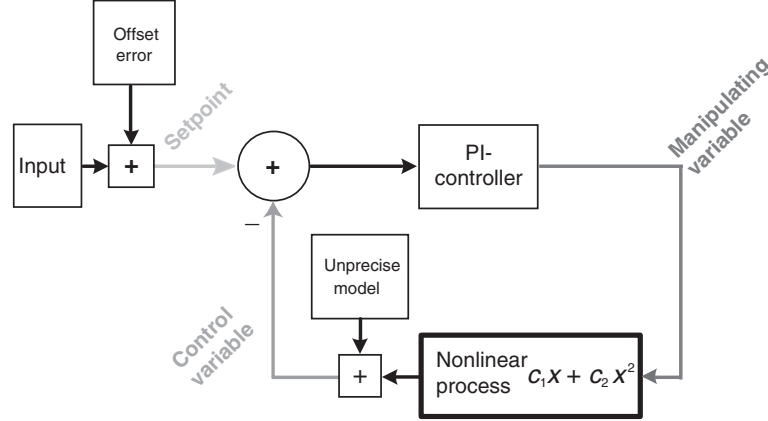 Offset
error
Setpoint
Manipulating
variable
Input
+
+
PI-
controller
−
Unprecise
model
Control
variable
+
Nonlinear
process c₁x + c₂x²